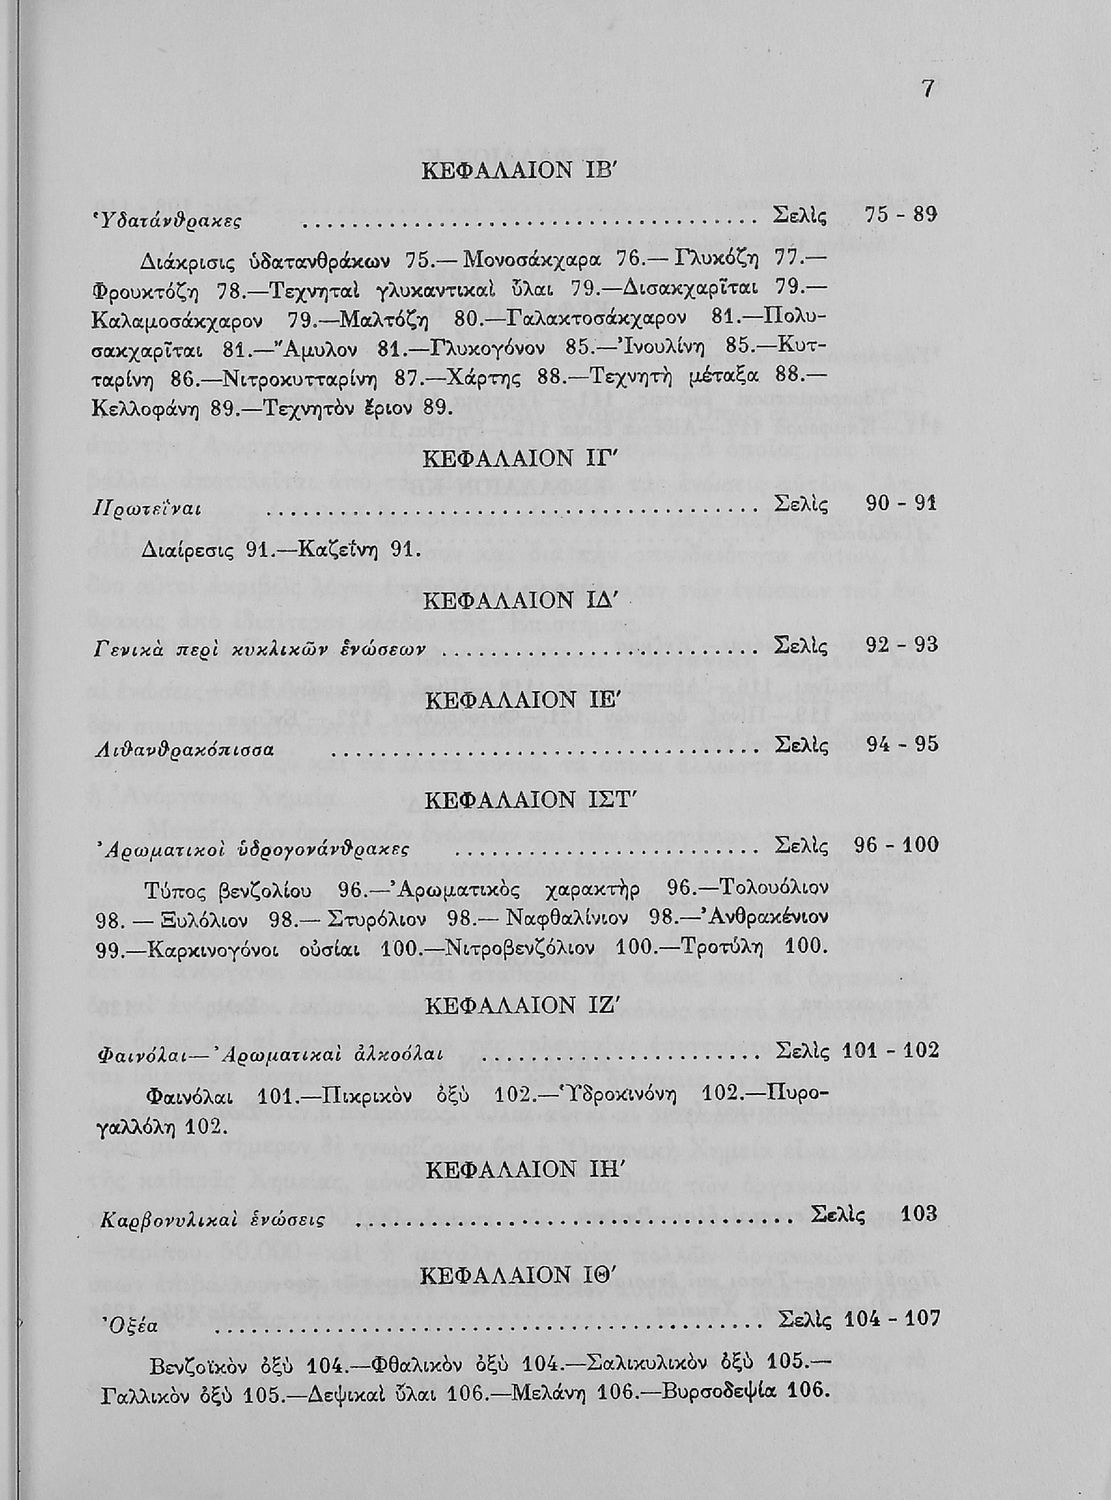 7
ΚΕΦΑΛΑΙΟΝ ΙΒ′
Ὑδατάνθρακες .................................... Σελὶς 75 - 89
Διάκρισις ὑδατανθράκων 75.— Μονοσάκχαρα 76.— Γλυκόζη 77.—
Φρουκτόζη 78.—Τεχνηταὶ γλυκαντικαὶ ὗλαι 79.—Δισακχαρῖται 79.—
Καλαμοσάκχαρον 79.—Μαλτόζη 80.—Γαλακτοσάκχαρον 81.—Πολυ-
σακχαρῖται 81.—Ἄμυλον 81.—Γλυκογόνον 85.—Ἰνουλίνη 85.—Κυτ-
ταρίνη 86.—Νιτροκυτταρίνη 87.—Χάρτης 88.—Τεχνητὴ μέταξα 88.—
Κελλοφάνη 89.—Τεχνητὸν ἔριον 89.
ΚΕΦΑΛΑΙΟΝ ΙΓ′
Πρωτεῗναι ....................................... Σελὶς 90 - 91
Διαίρεσις 91.—Καζεΐνη 91.
ΚΕΦΑΛΑΙΟΝ ΙΔ′
Γενικὰ περὶ κυκλικῶν ἑνώσεων ......................... Σελὶς 92 - 93
ΚΕΦΑΛΑΙΟΝ ΙΕ′
Λιθανθρακόπισσα .................................. Σελὶς 94 - 95
ΚΕΦΑΛΑΙΟΝ ΙΣΤ′
Ἀρωματικοὶ ὑδρογονάνθρακες ........................ Σελὶς 96 - 100
Τύπος βενζολίου 96.—Ἀρωματικὸς χαρακτὴρ 96.—Τολουόλιον
98. — Ξυλόλιον 98.— Στυρόλιον 98.— Ναφθαλίνιον 98.—Ἀνθρακένιον
99.—Καρκινογόνοι οὐσίαι 100.—Νιτροβενζόλιον 100.—Τροτύλη 100.
ΚΕΦΑΛΑΙΟΝ ΙΖ′
Φαινόλαι—Ἀρωματικαὶ ἀλκοόλαι ...................... Σελὶς 101 - 102
Φαινόλαι 101.—Πικρικὸν ὀξὺ 102.—Ὑδροκινόνη 102.—Πυρο-
γαλλόλη 102.
ΚΕΦΑΛΑΙΟΝ ΙΗ′
Καρβονυλικαὶ ἑνώσεις ................................... Σελὶς 103
ΚΕΦΑΛΑΙΟΝ ΙΘ′
Ὀξέα ........................................... Σελὶς 104 - 107
Βενζοϊκὸν ὀξὺ 104.—Φθαλικὸν ὀξὺ 104.—Σαλικυλικὸν ὀξὺ 105.—
Γαλλικὸν ὀξὺ 105.—Δεψικαὶ ὗλαι 106.—Μελάνη 106.—Βυρσοδεψία 106.